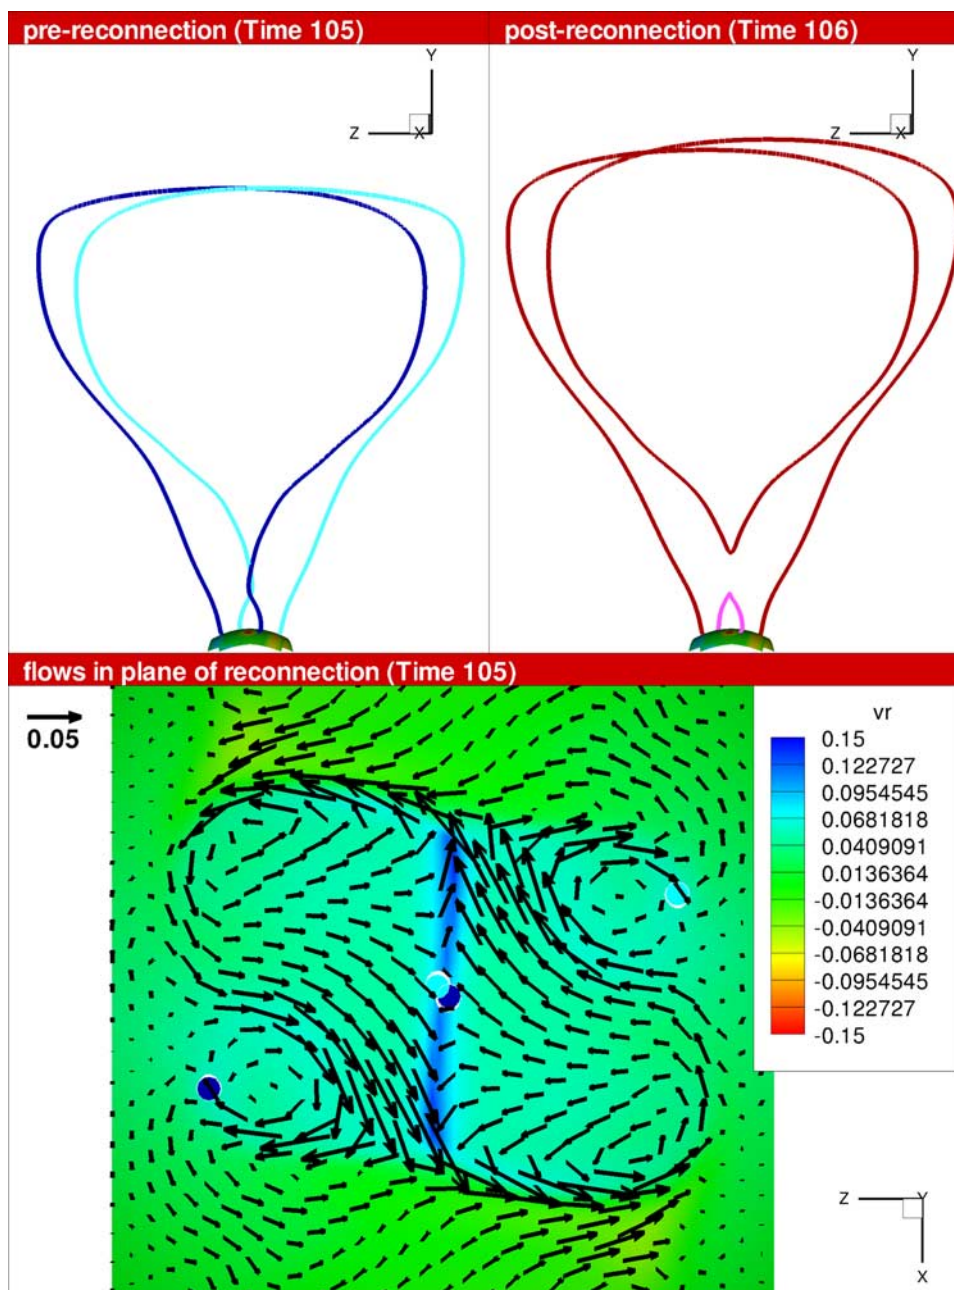 pre-reconnection (Time 105)
post-reconnection (Time 106)
Y
Z
X
Y
Z
X
flows in plane of reconnection (Time 105)
0.05
vr
0.15
0.122727
0.0954545
0.0681818
0.0409091
0.0136364
-0.0136364
-0.0409091
-0.0681818
-0.0954545
-0.122727
-0.15
Z
Y
X